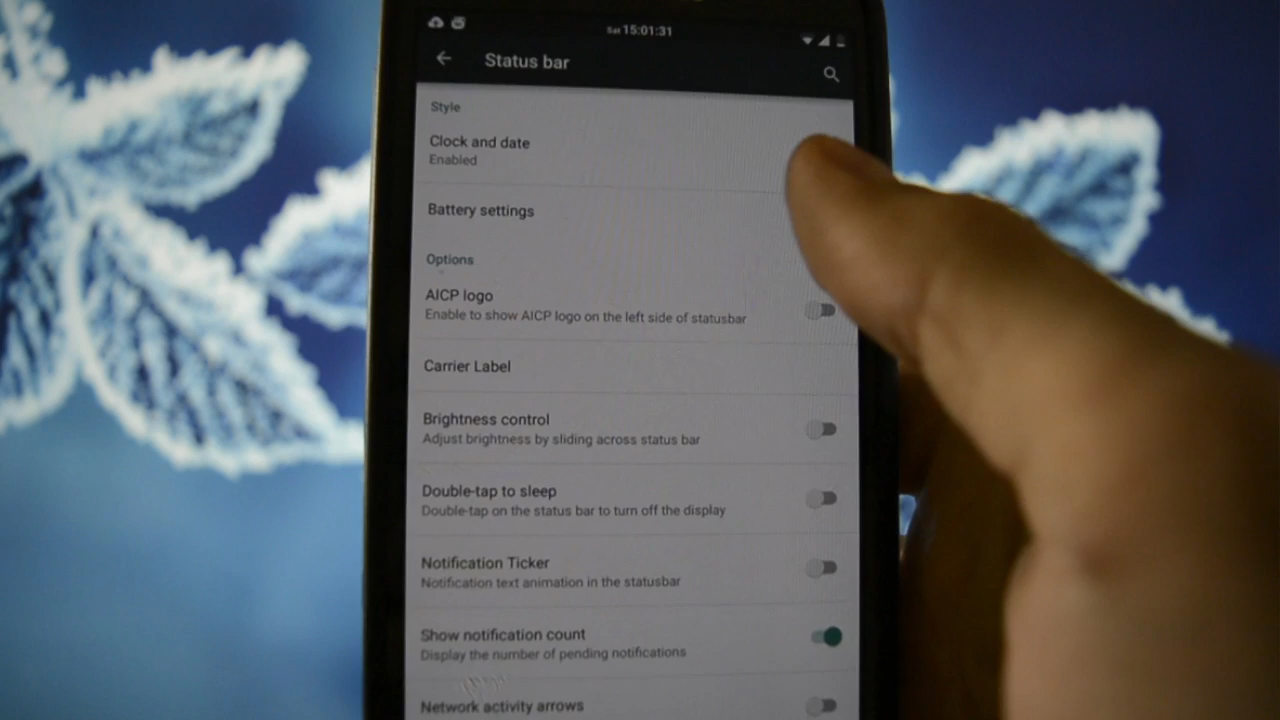 Sat 15:01:31
Status bar
Style
Clock and date
Enabled
Battery settings
Options
AICP logo
Enable to show AICP logo on the left side of statusbar
Carrier Label
Brightness control
Adjust brightness by sliding across status bar
Double-tap to sleep
Double-tap on the status bar to turn off the display
Notification Ticker
Notification text animation in the statusbar
Show notification count
Display the number of pending notifications
Network activity arrows